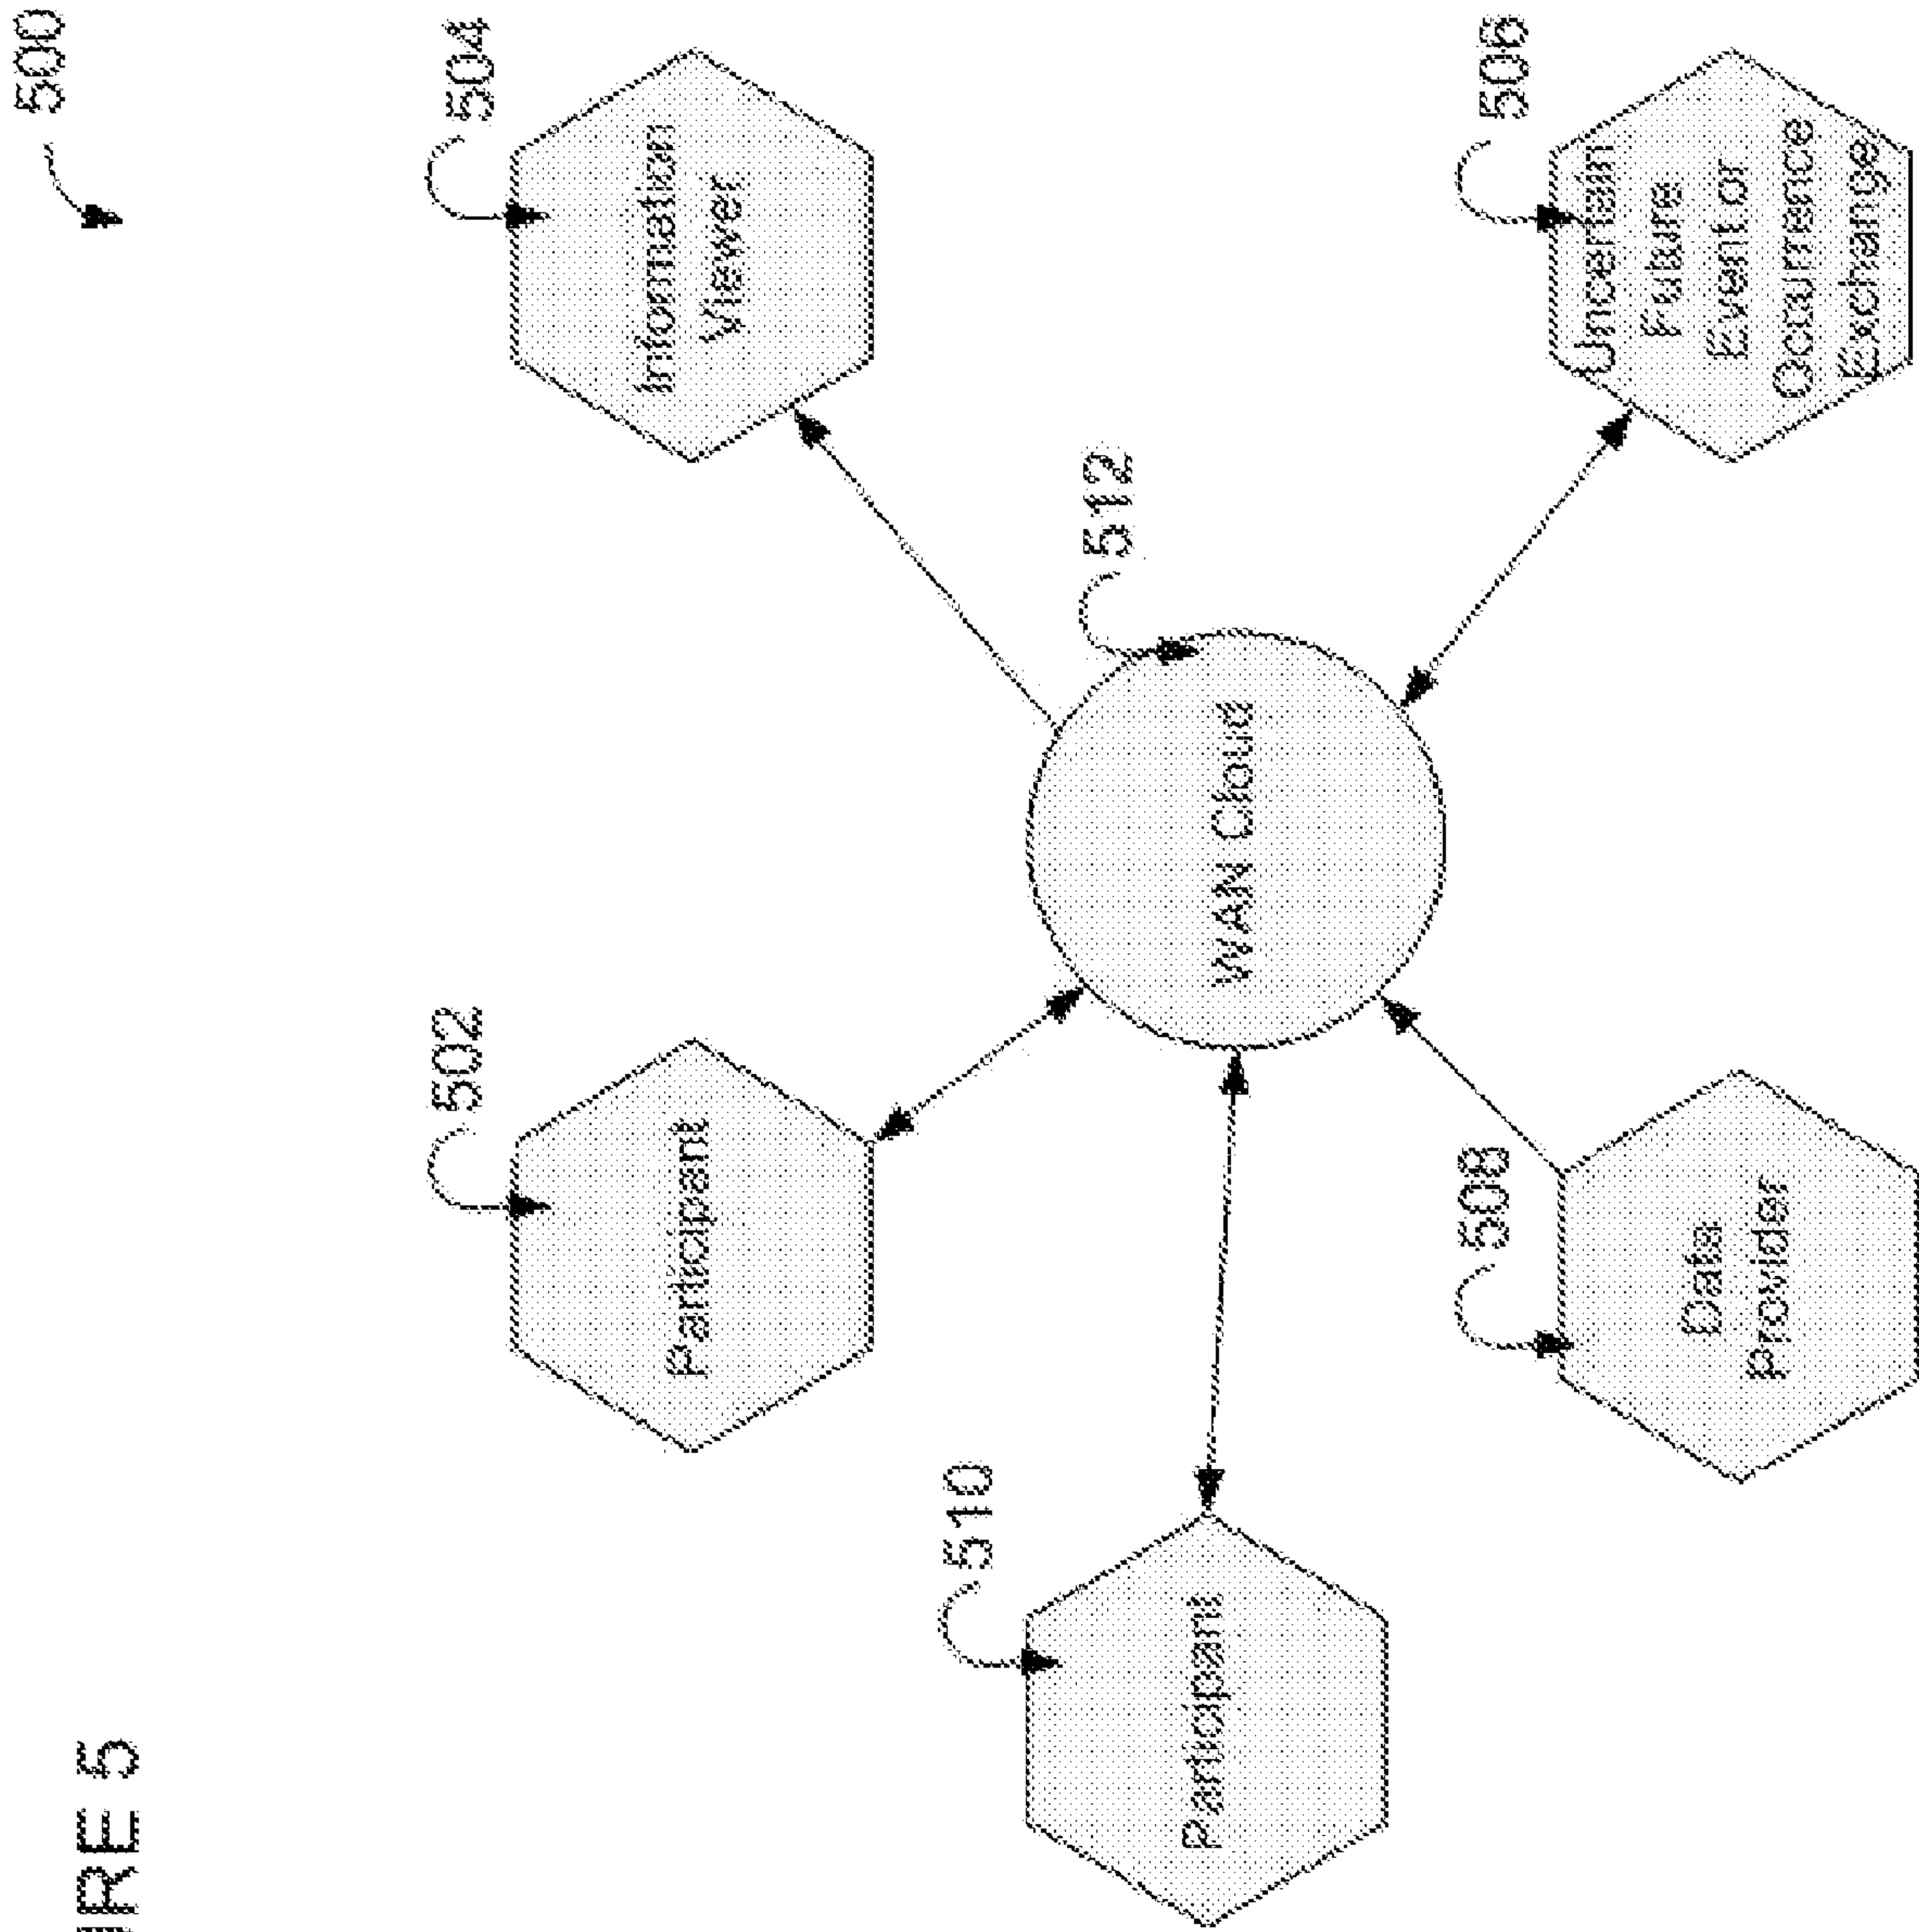 URE 5
500
502
Participant
504
Information
Viewer
510
Participant
512
WAN Cloud
508
Data
Provider
506
Uncertain
Future
Event or
Occurrence
Exchange